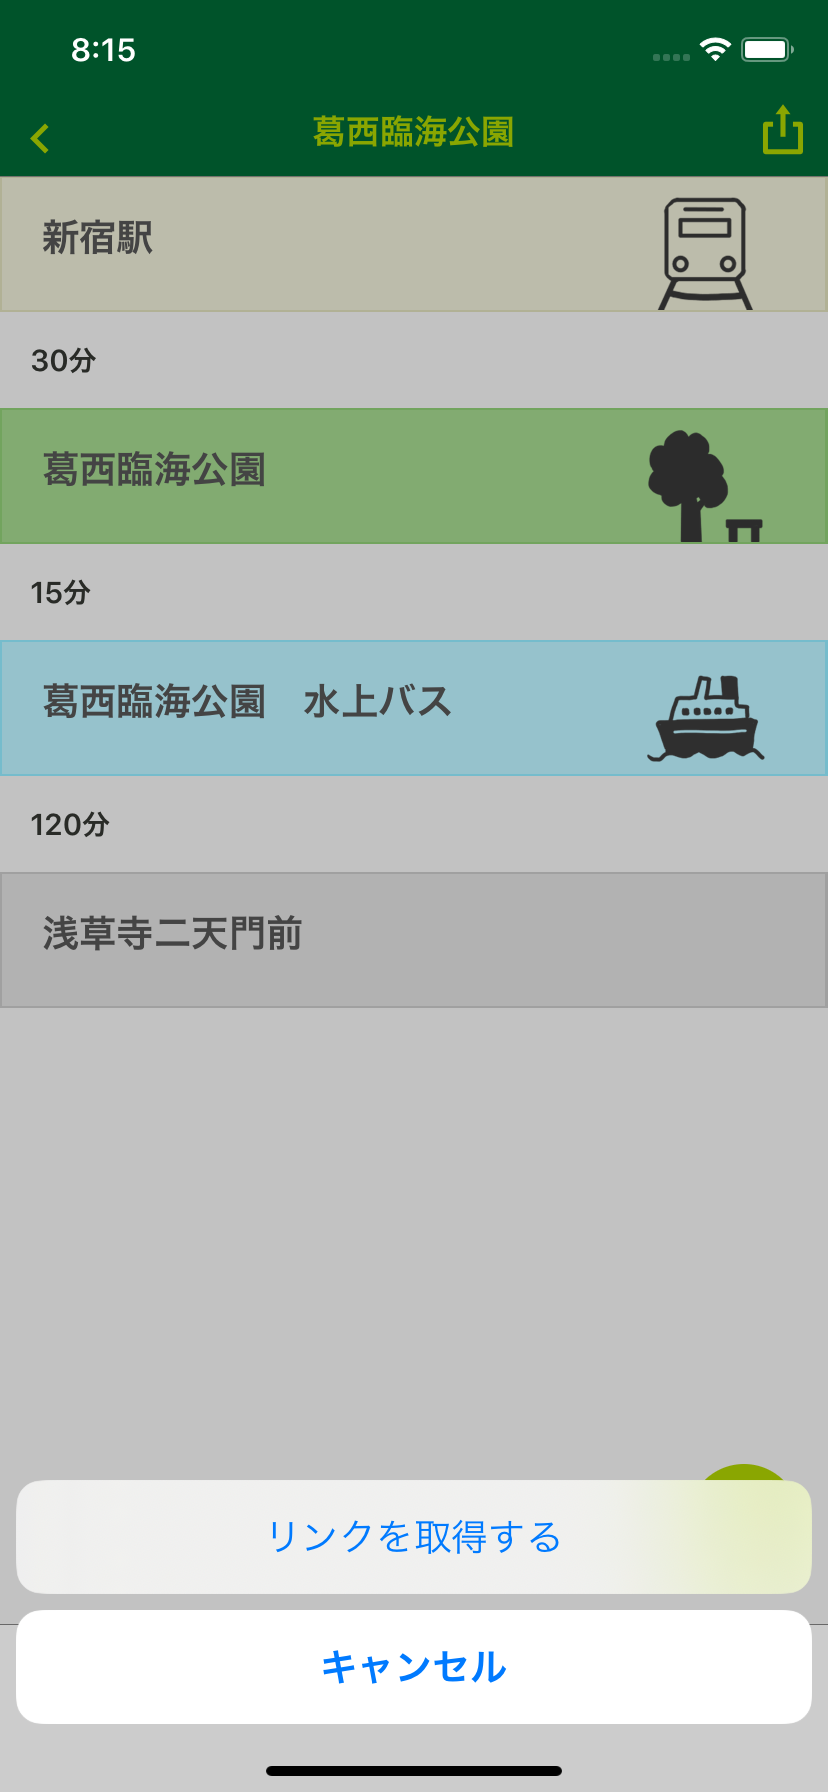 8:15
葛西臨海公園
新宿駅
30分
葛西臨海公園
15分
葛西臨海公園　水上バス
120分
浅草寺二天門前
リンクを取得する
キャンセル